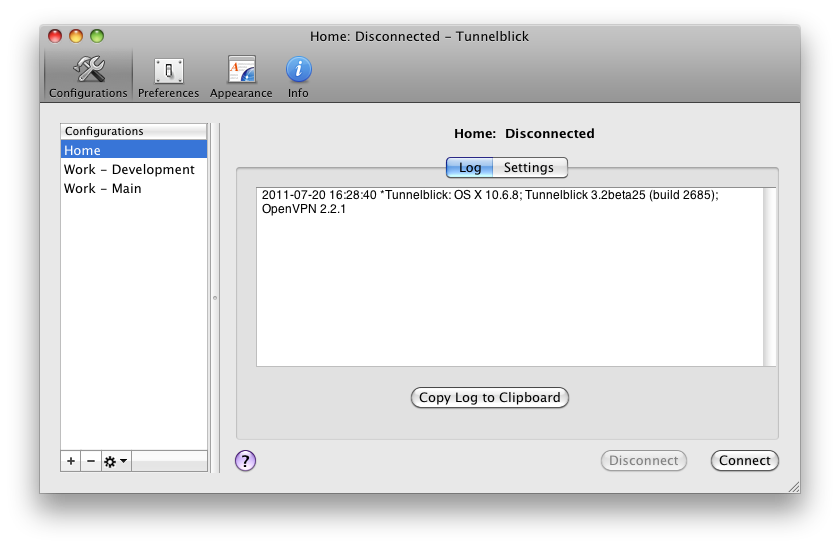 Home: Disconnected – Tunnelblick
Configurations Preferences Appearance Info
Configurations
Home
Work – Development
Work – Main
+ –
Home: Disconnected
Log Settings
2011-07-20 16:28:40 *Tunnelblick: OS X 10.6.8; Tunnelblick 3.2beta25 (build 2685);
OpenVPN 2.2.1
Copy Log to Clipboard
?
Disconnect Connect